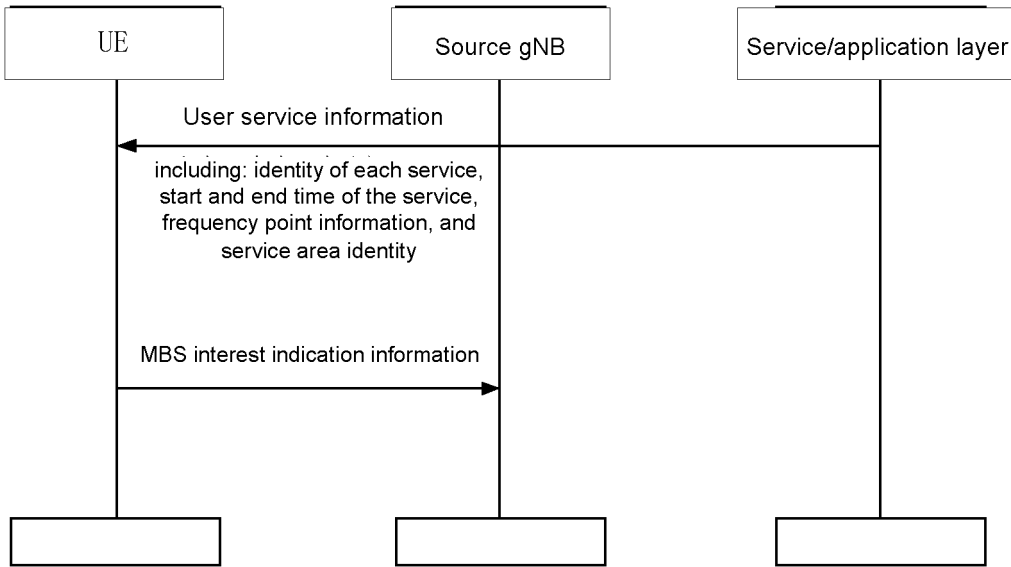 UE
Source gNB
Service/application layer
User service information
including: identity of each service,
start and end time of the service,
frequency point information, and
service area identity
MBS interest indication information